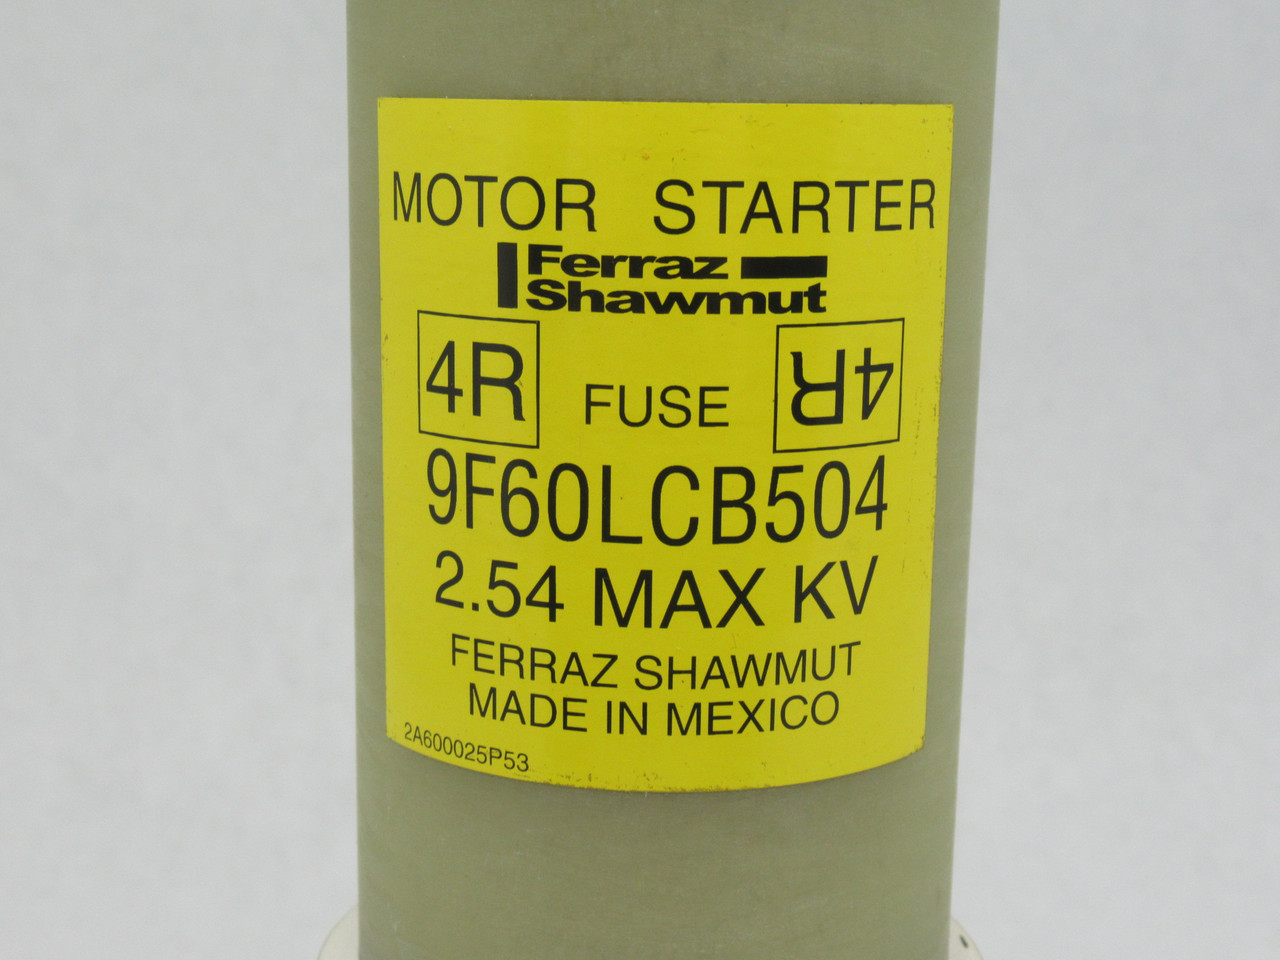 MOTOR STARTER
Ferraz
Shawmut
4R FUSE 4R
9F60LCB504
2.54 MAX KV
FERRAZ SHAWMUT
MADE IN MEXICO
2A600025P53